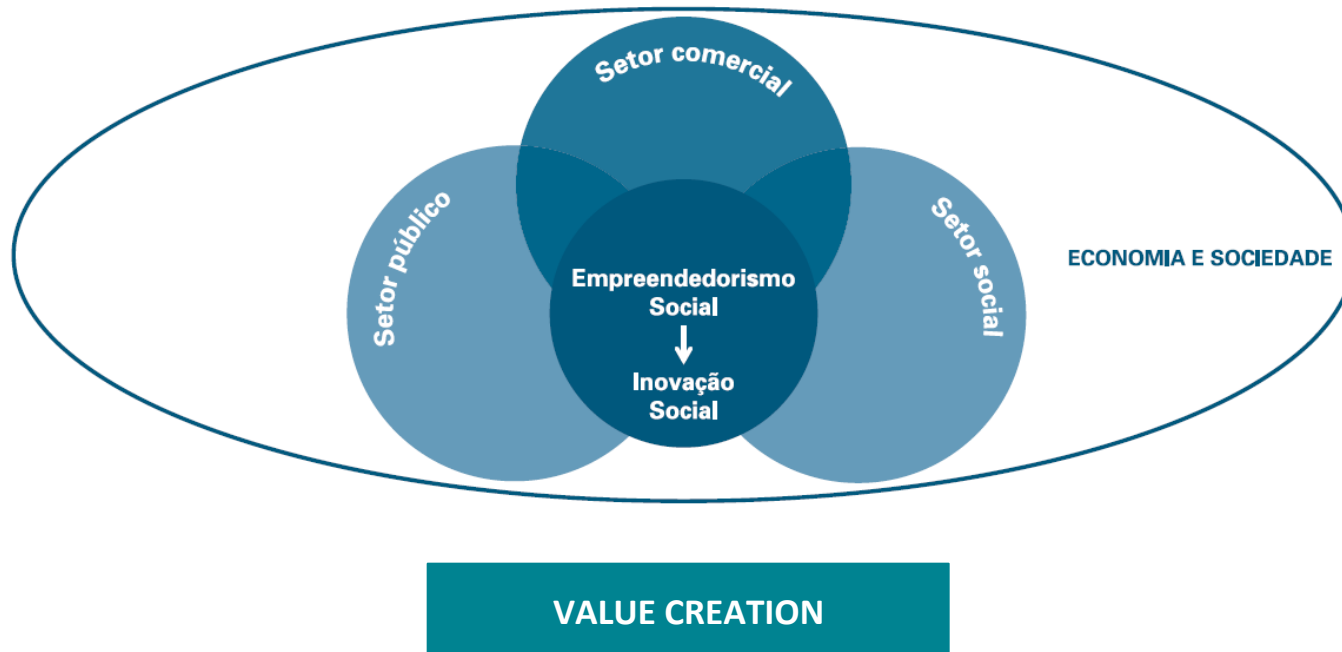 Setor comercial
Setor público
Setor social
ECONOMIA E SOCIEDADE
Empreendedorismo
Social
Inovação
Social
VALUE CREATION